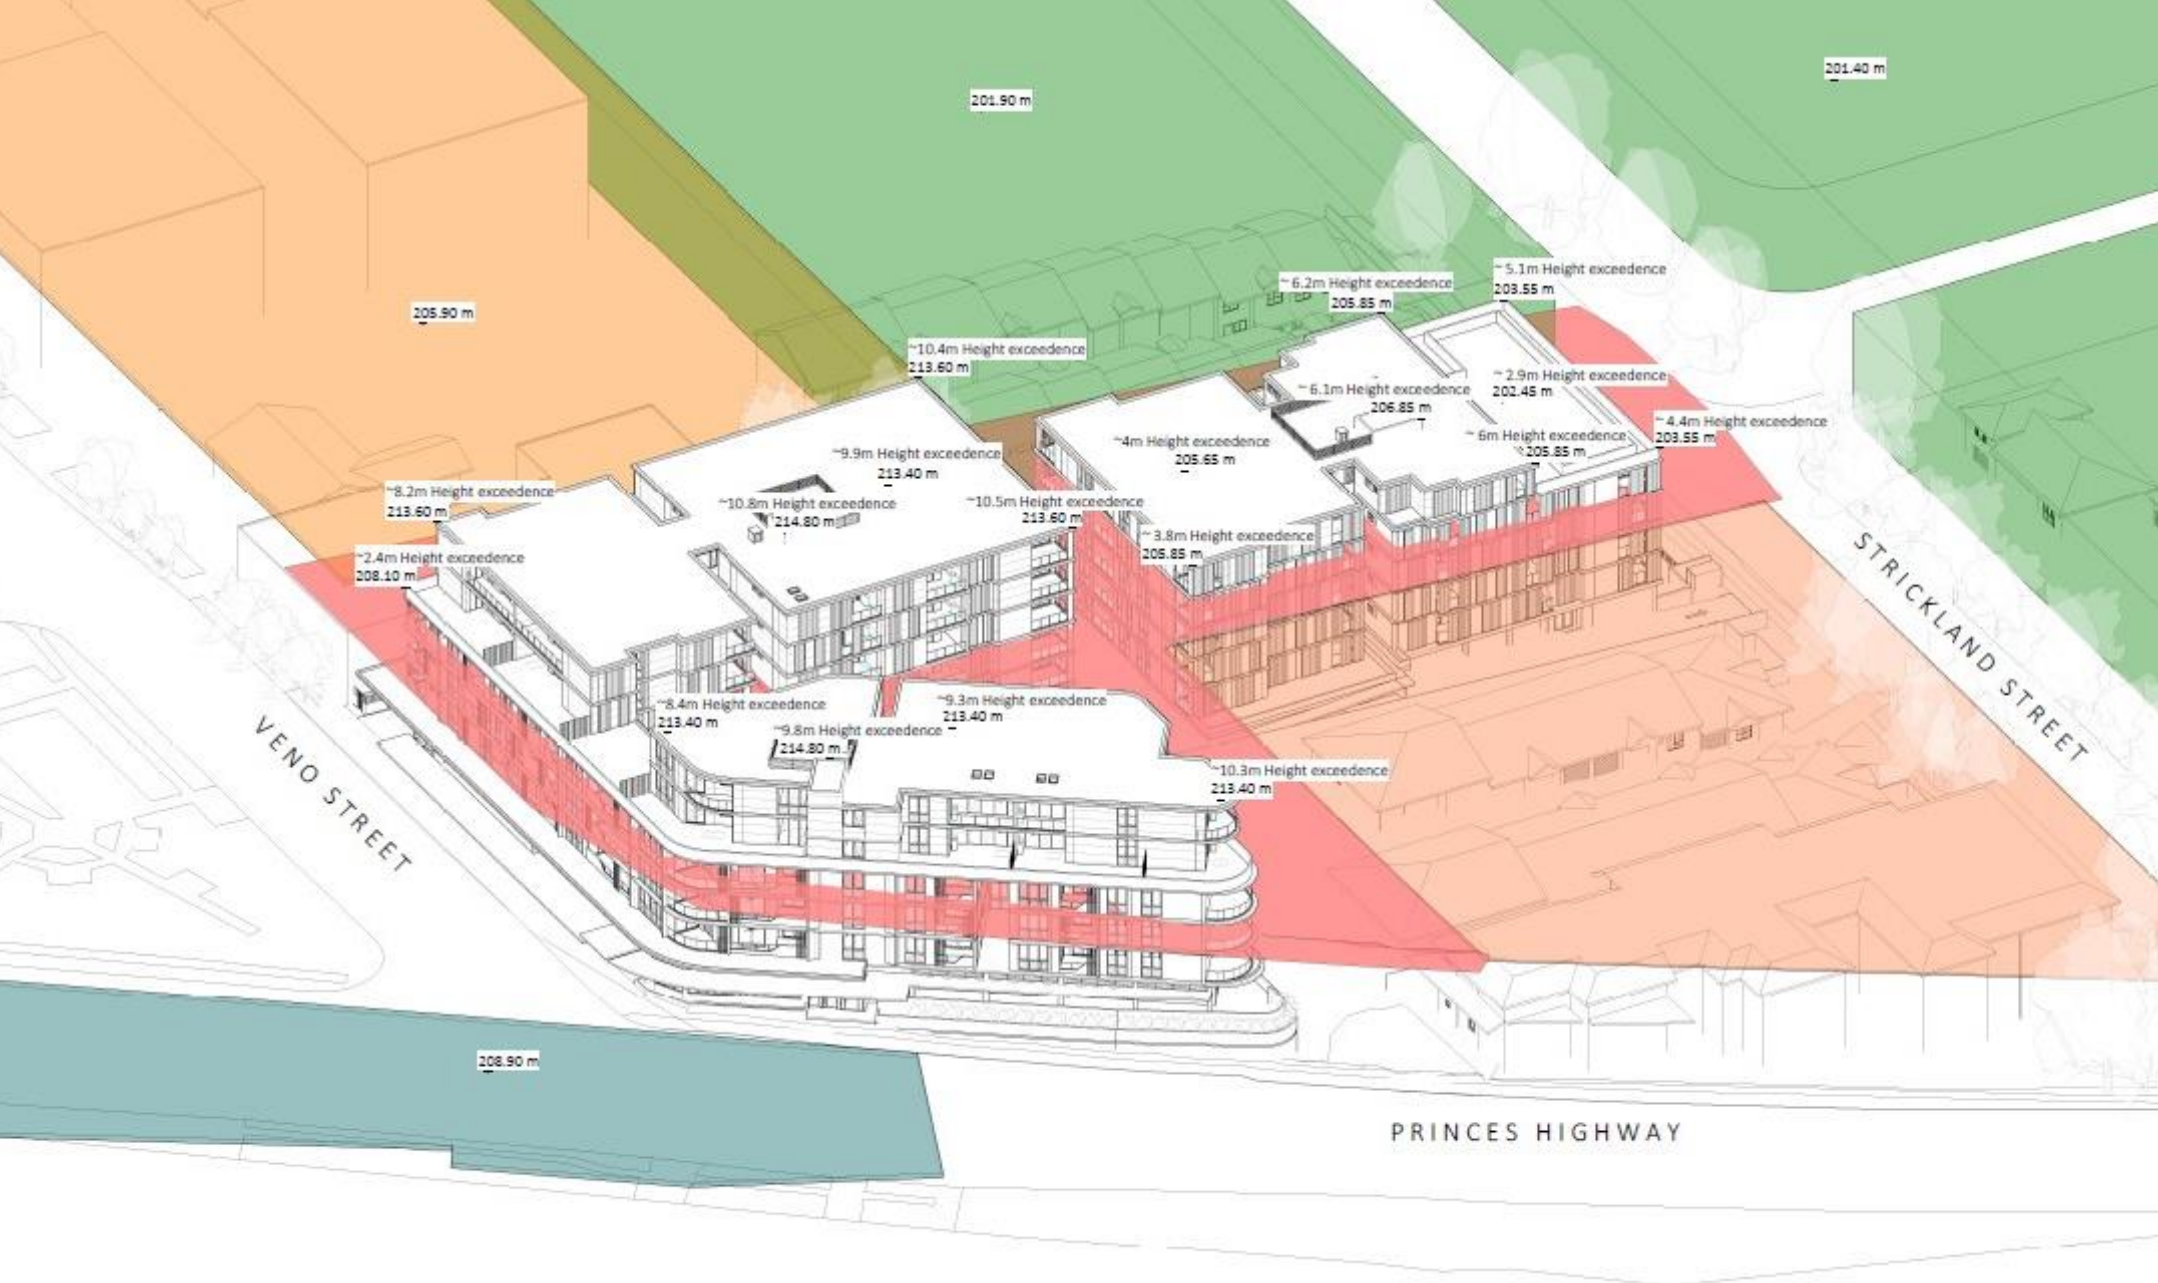 201.40 m
201.90 m
~ 5.1m Height exceedence
203.55 m
~ 6.2m Height exceedence
205.85 m
205.90 m
~10.4m Height exceedence
213.60 m
~ 2.9m Height exceedence
202.45 m
~ 6.1m Height exceedence
206.85 m
~ 4.4m Height exceedence
203.55 m
~ 6m Height exceedence
205.85 m
~4m Height exceedence
205.65 m
~9.9m Height exceedence
213.40 m
~8.2m Height exceedence
213.60 m
~10.8m Height exceedence
214.80 m
~10.5m Height exceedence
213.60 m
~ 3.8m Height exceedence
205.85 m
~2.4m Height exceedence
208.10 m
STRICKLAND STREET
~8.4m Height exceedence
213.40 m
~9.3m Height exceedence
213.40 m
~9.8m Height exceedence
214.80 m
~10.3m Height exceedence
213.40 m
VENO STREET
208.90 m
PRINCES HIGHWAY